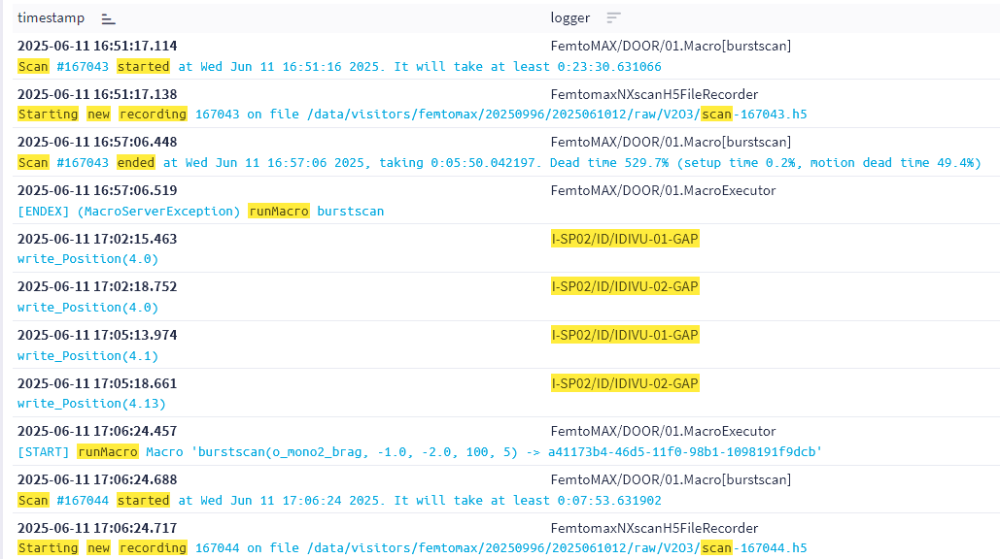 timestamp logger
2025-06-11 16:51:17.114 FemtoMAX/DOOR/01.Macro[burstscan]
Scan #167043 started at Wed Jun 11 16:51:16 2025. It will take at least 0:23:30.631066
2025-06-11 16:51:17.138 FemtomaxNXscanH5FileRecorder
Starting new recording 167043 on file /data/visitors/femtomax/20250996/2025061012/raw/V2O3/scan-167043.h5
2025-06-11 16:57:06.448 FemtoMAX/DOOR/01.Macro[burstscan]
Scan #167043 ended at Wed Jun 11 16:57:06 2025, taking 0:05:50.042197. Dead time 529.7% (setup time 0.2%, motion dead time 49.4%)
2025-06-11 16:57:06.519 FemtoMAX/DOOR/01.MacroExecutor
[ENDEX] (MacroServerException) runMacro burstscan
2025-06-11 17:02:15.463 I-SP02/ID/IDIVU-01-GAP
write_Position(4.0)
2025-06-11 17:02:18.752 I-SP02/ID/IDIVU-02-GAP
write_Position(4.0)
2025-06-11 17:05:13.974 I-SP02/ID/IDIVU-01-GAP
write_Position(4.1)
2025-06-11 17:05:18.661 I-SP02/ID/IDIVU-02-GAP
write_Position(4.13)
2025-06-11 17:06:24.457 FemtoMAX/DOOR/01.MacroExecutor
[START] runMacro Macro 'burstscan(o_mono2_brag, -1.0, -2.0, 100, 5) -> a41173b4-46d5-11f0-98b1-1098191f9dcb'
2025-06-11 17:06:24.688 FemtoMAX/DOOR/01.Macro[burstscan]
Scan #167044 started at Wed Jun 11 17:06:24 2025. It will take at least 0:07:53.631902
2025-06-11 17:06:24.717 FemtomaxNXscanH5FileRecorder
Starting new recording 167044 on file /data/visitors/femtomax/20250996/2025061012/raw/V2O3/scan-167044.h5